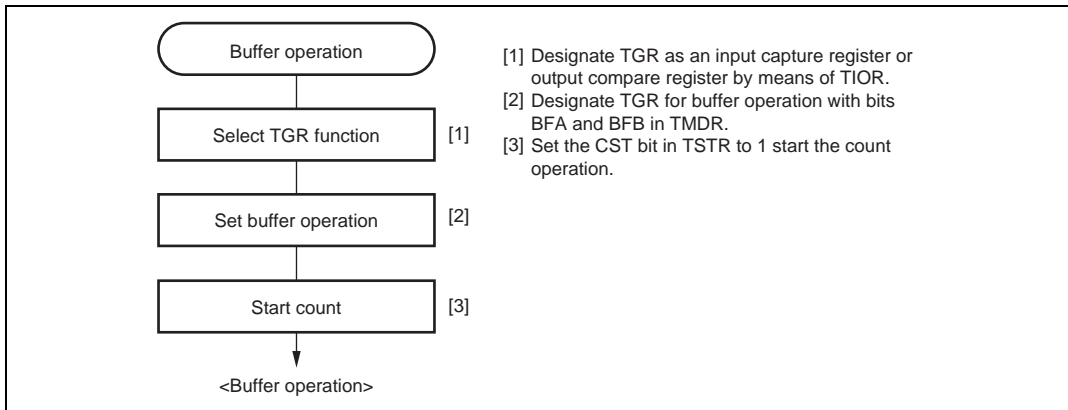 Buffer operation
Select TGR function
[1]
Set buffer operation
[2]
Start count
[3]
<Buffer operation>
[1] Designate TGR as an input capture register or
output compare register by means of TIOR.
[2] Designate TGR for buffer operation with bits
BFA and BFB in TMDR.
[3] Set the CST bit in TSTR to 1 start the count
operation.